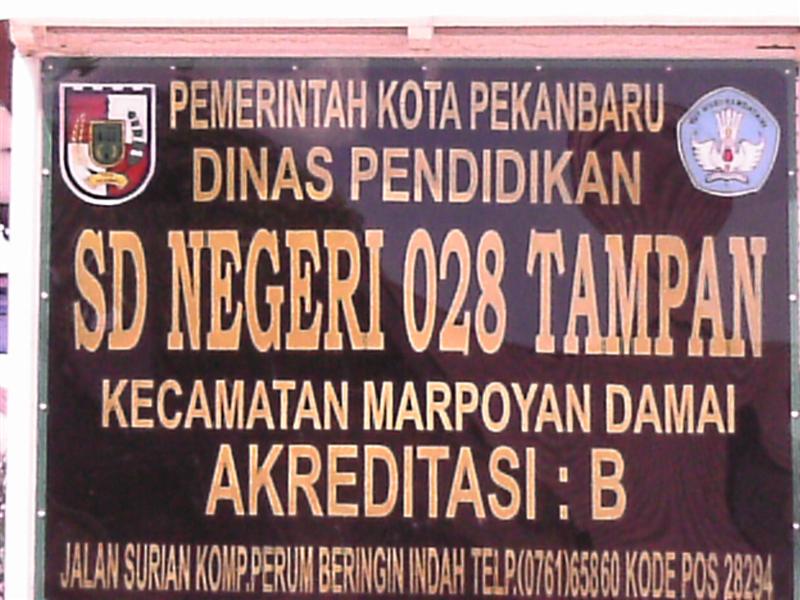 PEMERINTAH KOTA PEKANBARU
DINAS PENDIDIKAN
SD NEGERI 028 TAMPAN
KECAMATAN MARPOYAN DAMAI
AKREDITASI : B
JALAN SURIAN KOMP.PERUM BERINGIN INDAH TELP.(0761)65860 KODE POS 28294